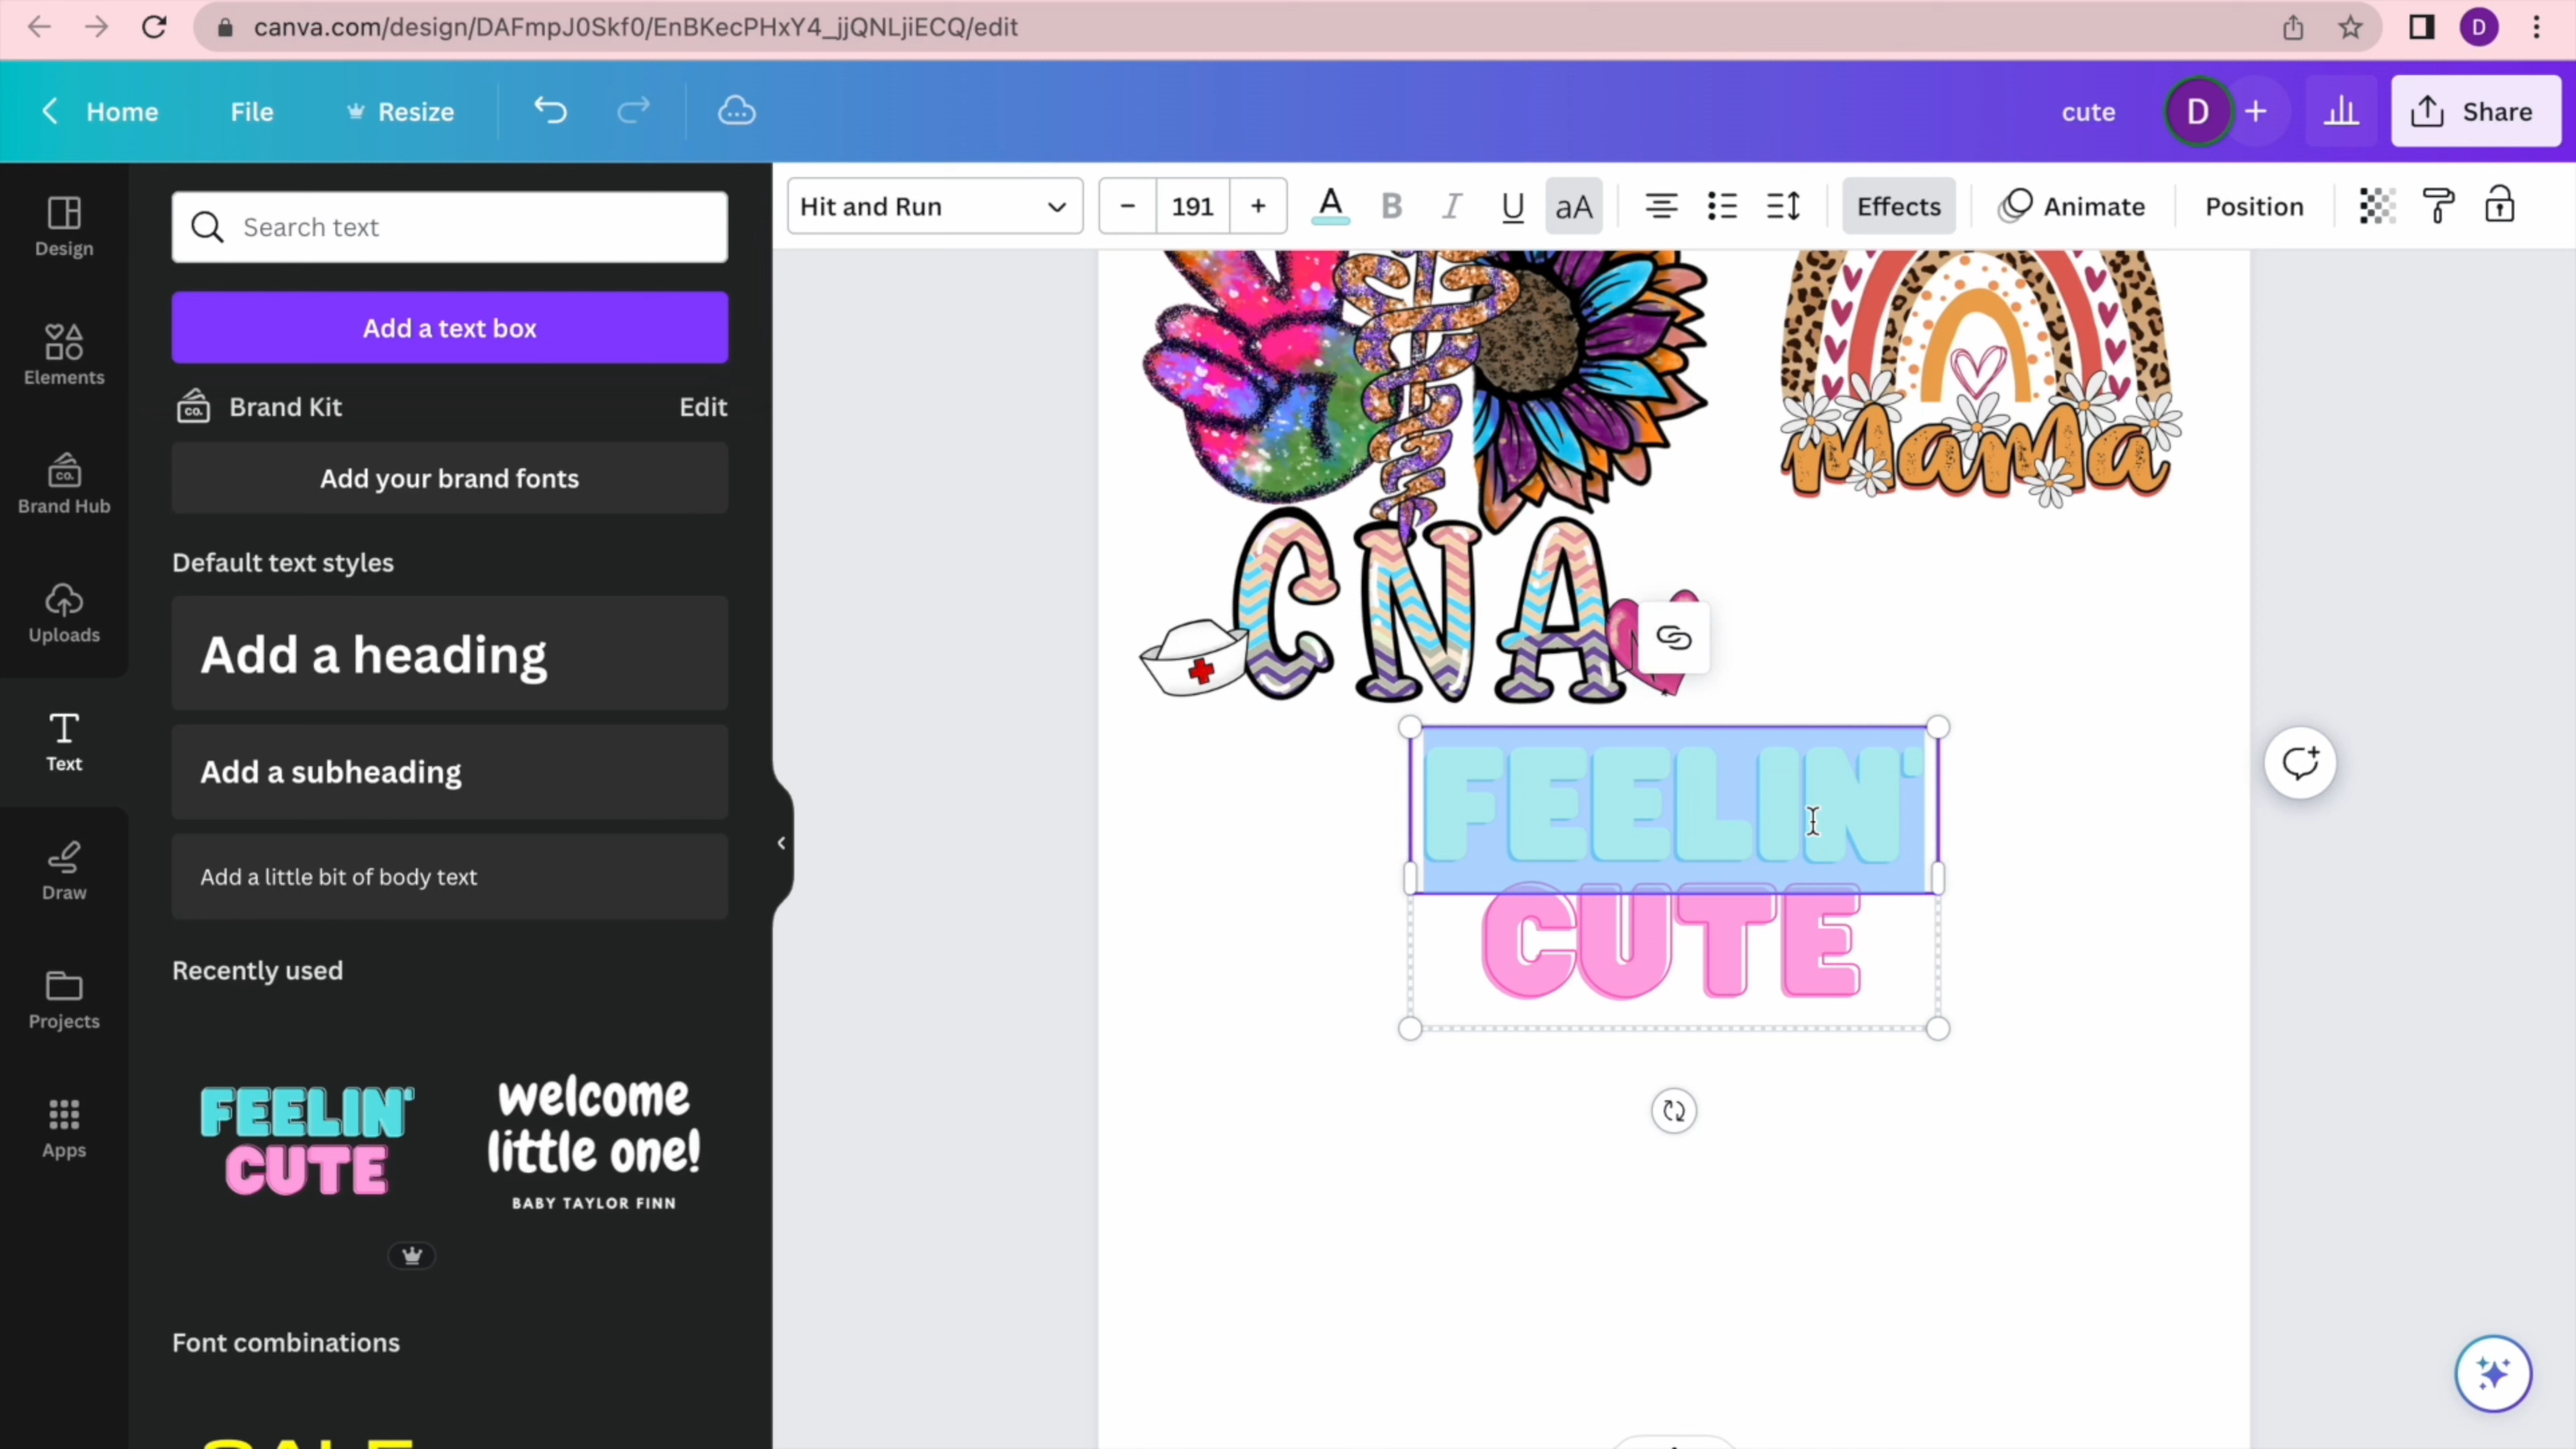 canva.com/design/DAFmpJ0Skf0/EnBKecPHxY4_jjQNLjiECQ/edit
D
Home File Resize cute D + Share
Design
Elements
Brand Hub
Uploads
Text
Draw
Projects
Apps
Search text
Add a text box
CO. Brand Kit Edit
Add your brand fonts
Default text styles
Add a heading
Add a subheading
Add a little bit of body text
Recently used
FEELIN'
CUTE
welcome
little one!
BABY TAYLOR FINN
Font combinations
SALE
Hit and Run 191 A B I U aA Effects Animate Position
MaMa
CNA
FEELIN'
CUTE